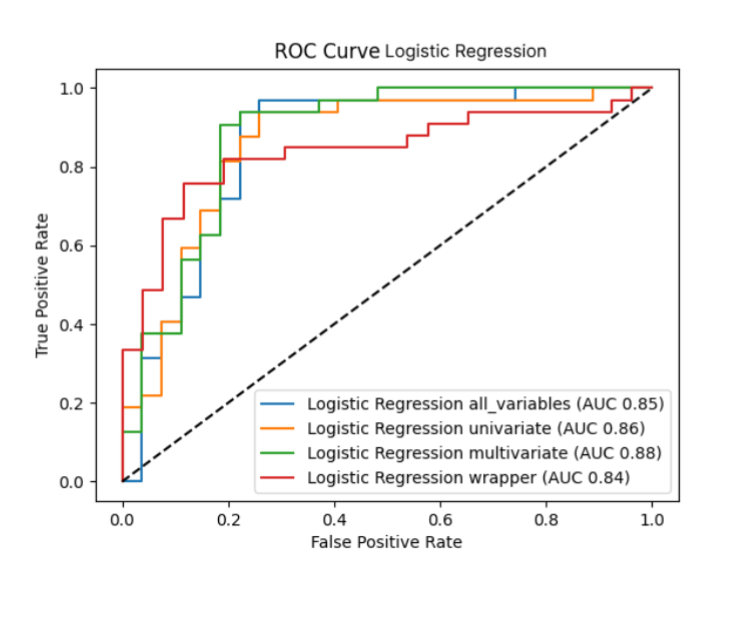 ROC Curve Logistic Regression
1.0
0.8
0.6
0.4
0.2
0.0
True Positive Rate
Logistic Regression all_variables (AUC 0.85)
Logistic Regression univariate (AUC 0.86)
Logistic Regression multivariate (AUC 0.88)
Logistic Regression wrapper (AUC 0.84)
0.0 0.2 0.4 0.6 0.8 1.0
False Positive Rate